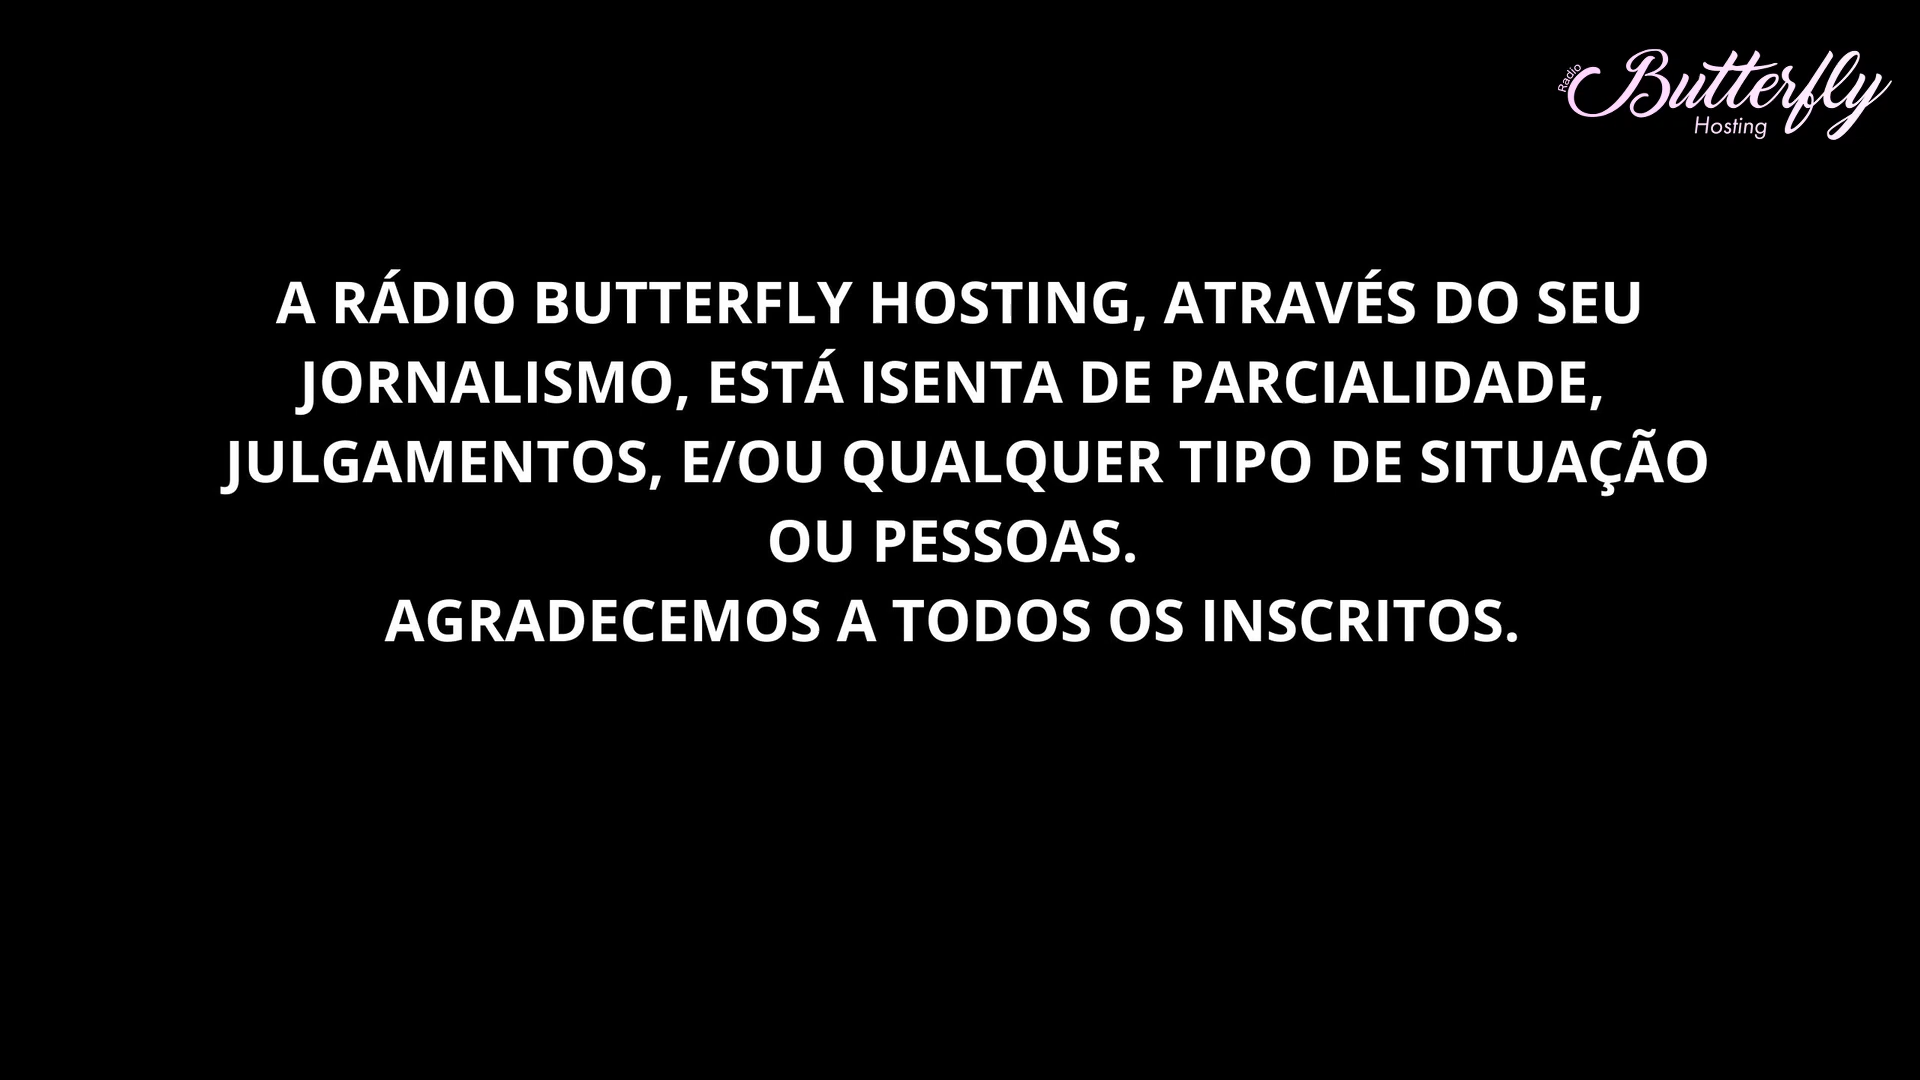 Radio
Butterfly
Hosting
A RÁDIO BUTTERFLY HOSTING, ATRAVÉS DO SEU
JORNALISMO, ESTÁ ISENTA DE PARCIALIDADE,
JULGAMENTOS, E/OU QUALQUER TIPO DE SITUAÇÃO
OU PESSOAS.
AGRADECEMOS A TODOS OS INSCRITOS.